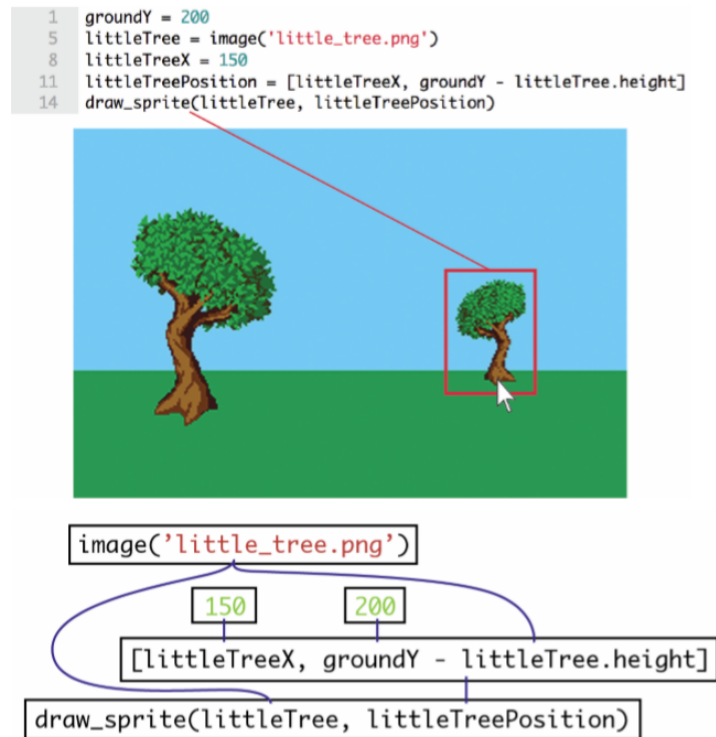 1 groundY = 200
5 littleTree = image('little_tree.png')
8 littleTreeX = 150
11 littleTreePosition = [littleTreeX, groundY - littleTree.height]
14 draw_sprite(littleTree, littleTreePosition)
image('little_tree.png')
150 200
[littleTreeX, groundY - littleTree.height]
draw_sprite(littleTree, littleTreePosition)